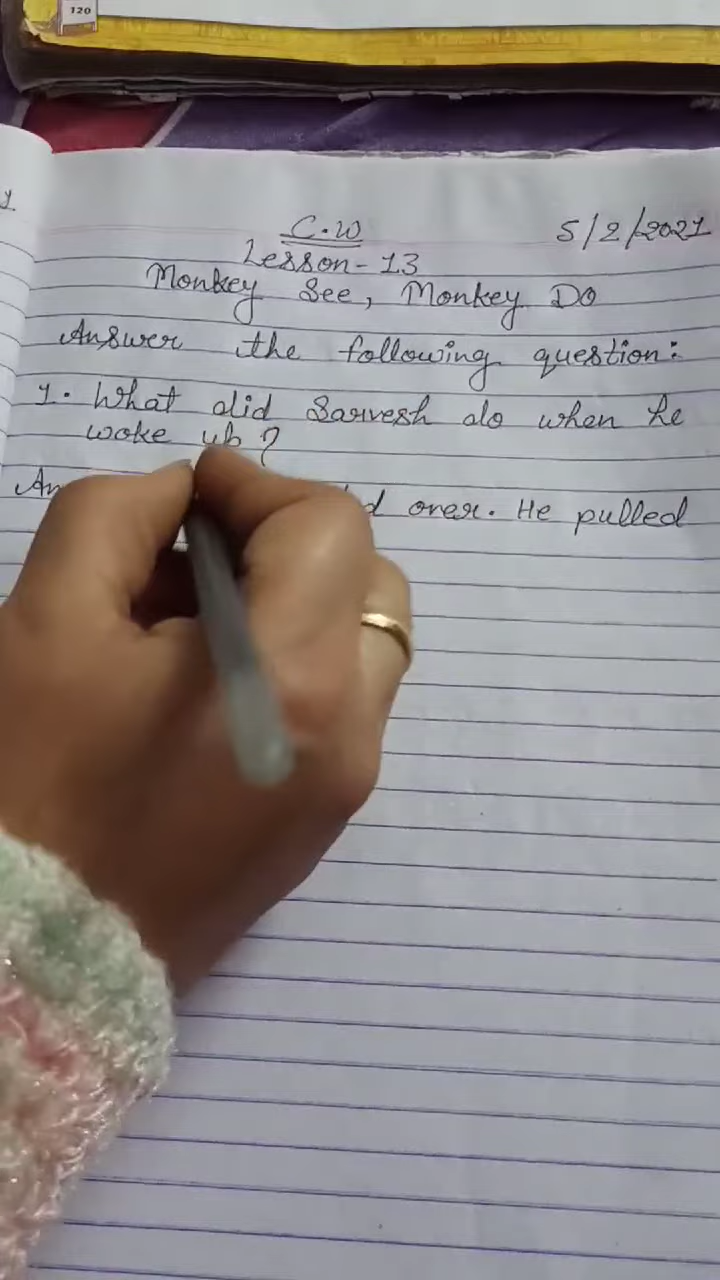 120
C.W 5/2/2021
Lesson-13
Monkey See, Monkey Do
Answer the following question:
1. What did Sarvesh do when he
woke up?
over. He pulled